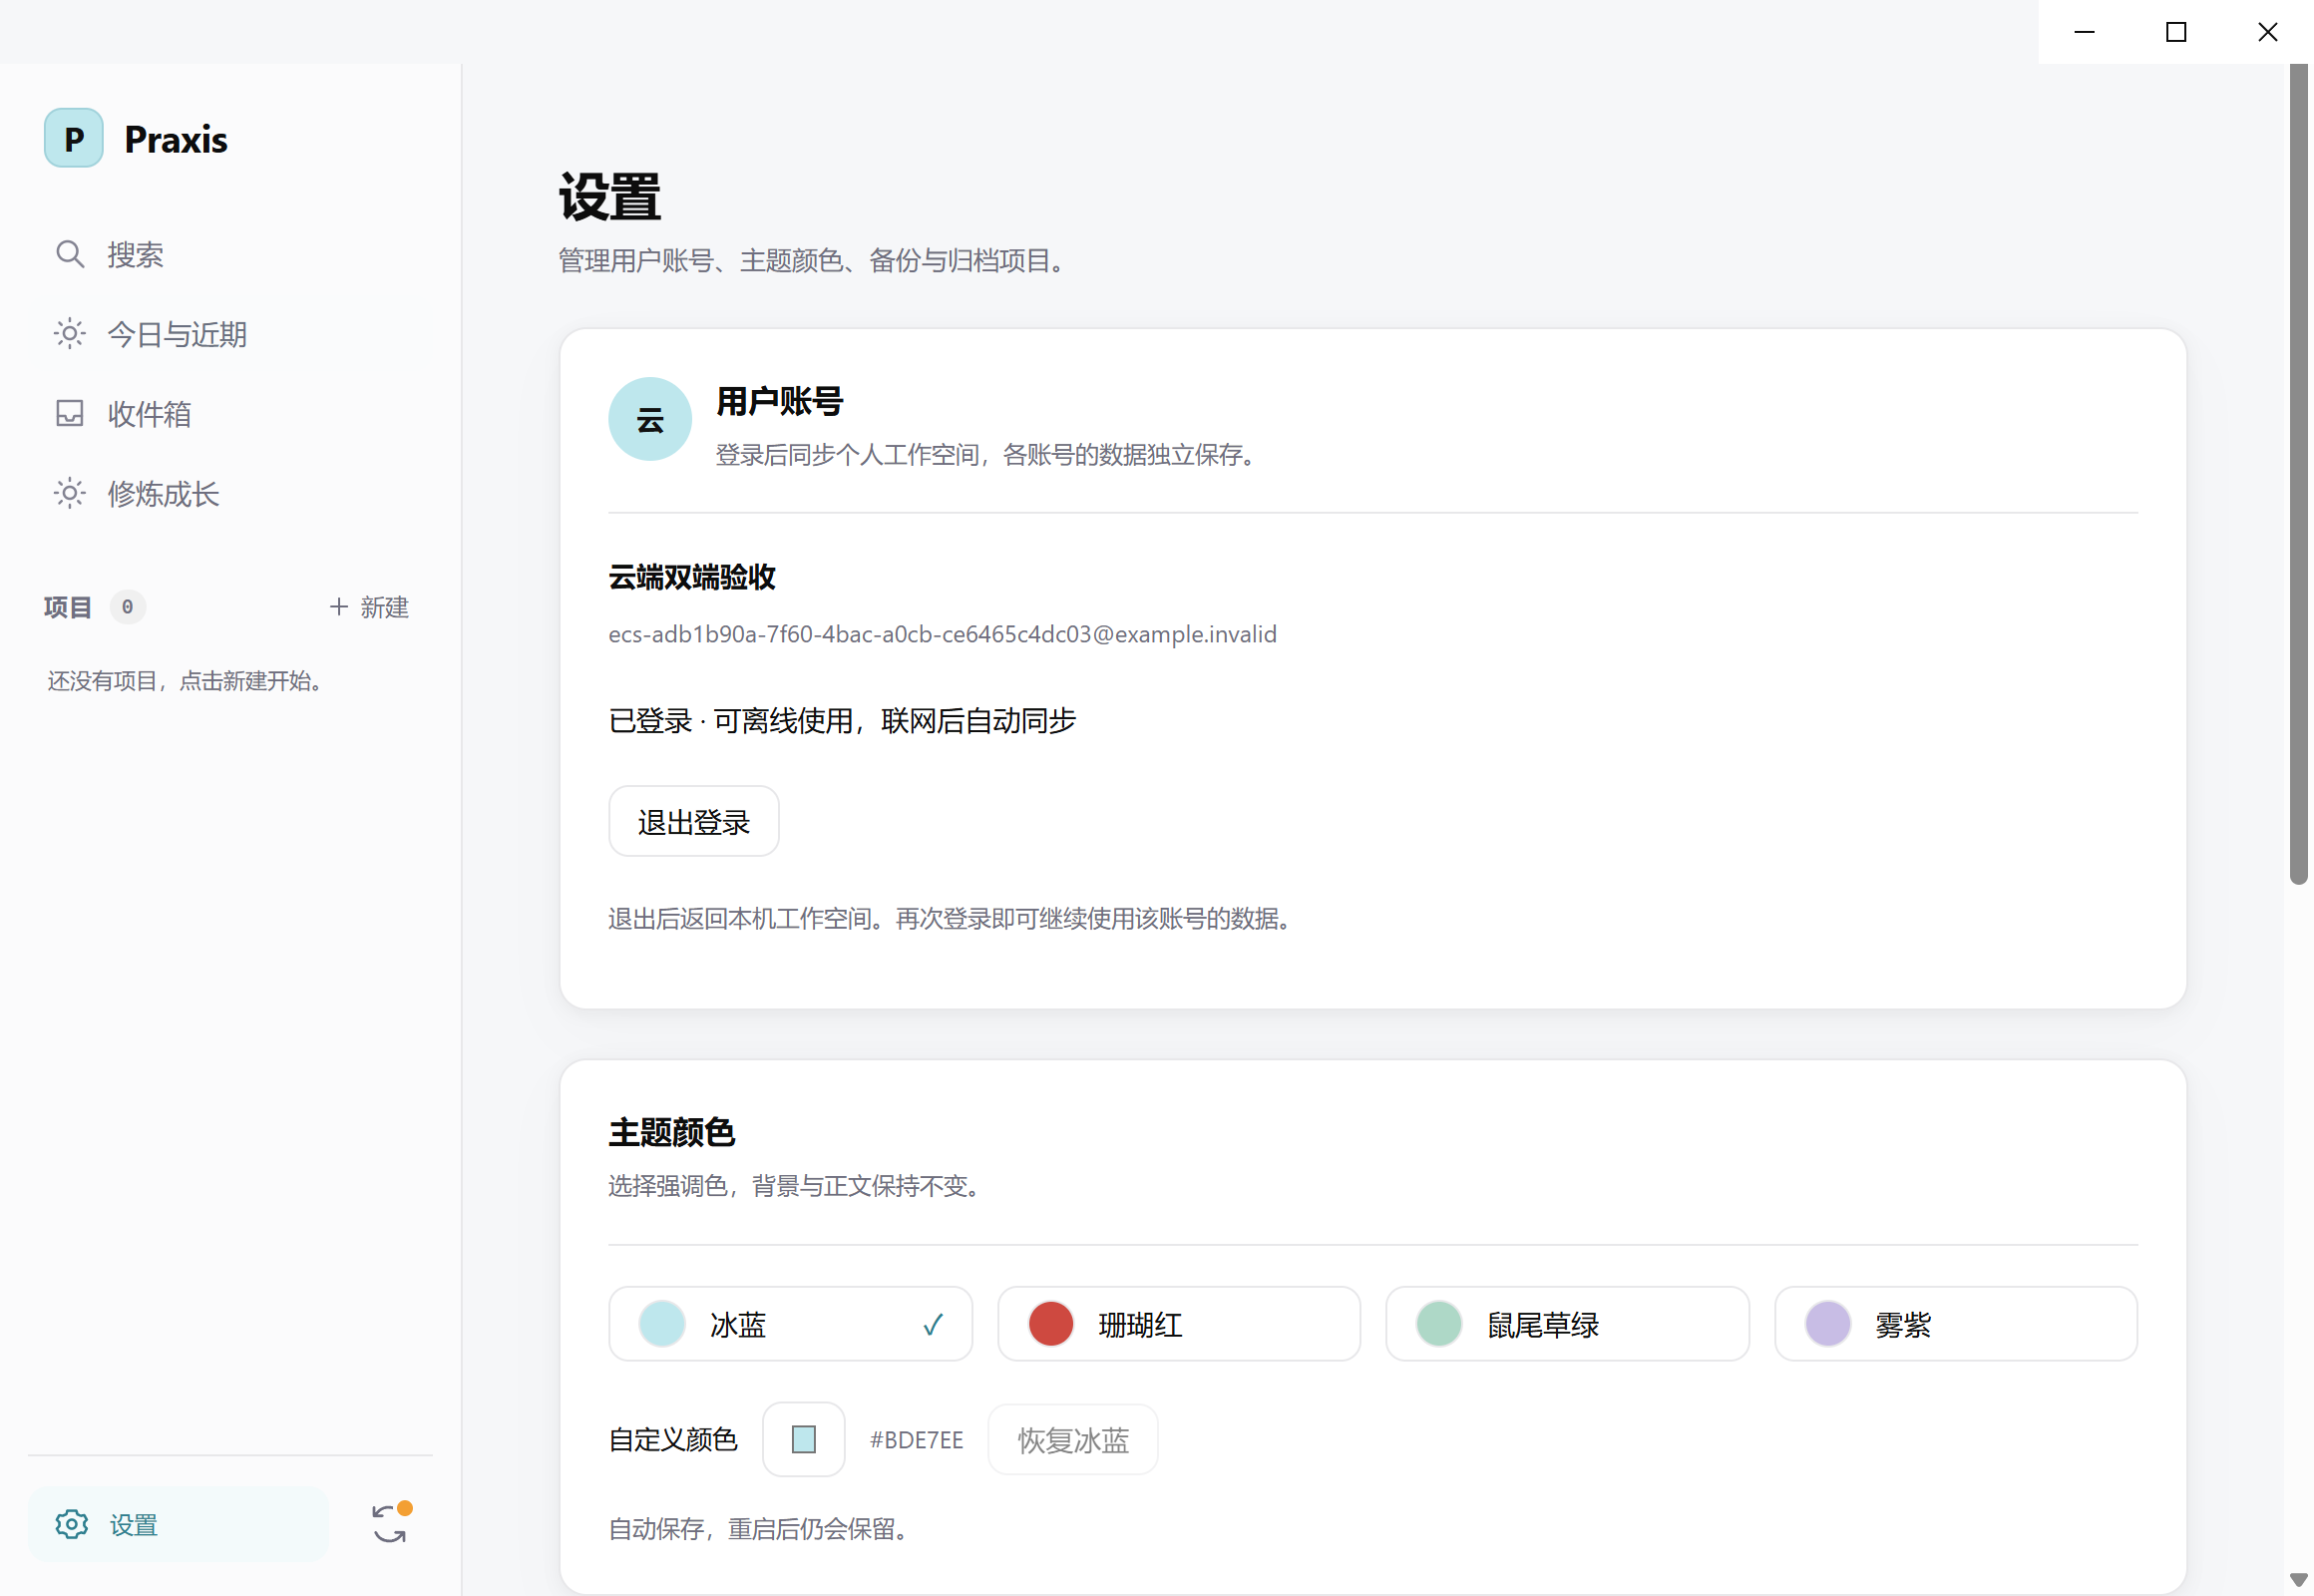 P Praxis
搜索
今日与近期
收件箱
修炼成长
项目 0 + 新建
还没有项目，点击新建开始。
设置
设置
管理用户账号、主题颜色、备份与归档项目。
云
用户账号
登录后同步个人工作空间，各账号的数据独立保存。
云端双端验收
ecs-adb1b90a-7f60-4bac-a0cb-ce6465c4dc03@example.invalid
已登录 · 可离线使用，联网后自动同步
退出登录
退出后返回本机工作空间。再次登录即可继续使用该账号的数据。
主题颜色
选择强调色，背景与正文保持不变。
冰蓝 ✓ 珊瑚红 鼠尾草绿 雾紫
自定义颜色 #BDE7EE 恢复冰蓝
自动保存，重启后仍会保留。